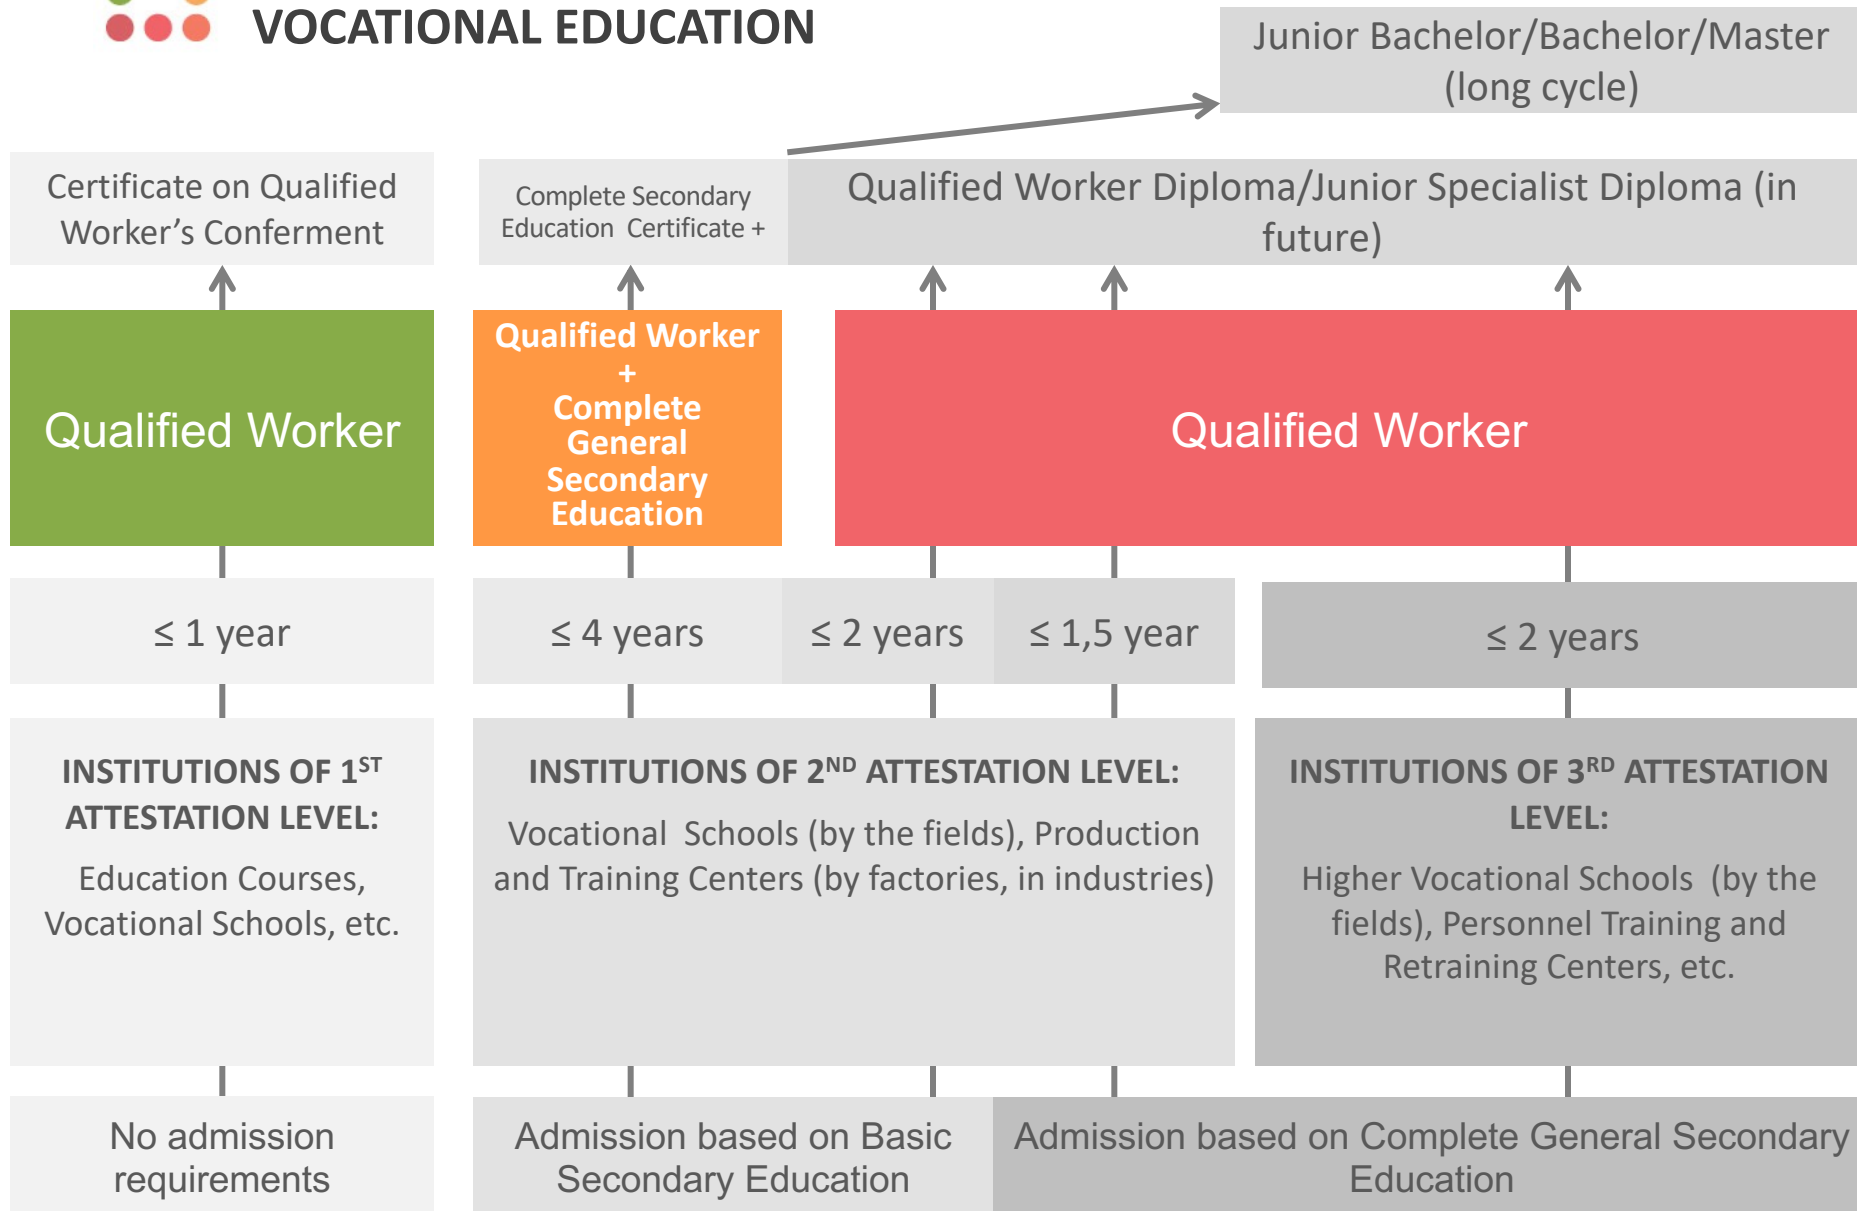 VOCATIONAL EDUCATION
Junior Bachelor/Bachelor/Master
(long cycle)
Certificate on Qualified
Worker’s Conferment
Complete Secondary
Education Certificate +
Qualified Worker Diploma/Junior Specialist Diploma (in
future)
Qualified Worker
Qualified Worker
+
Complete
General
Secondary
Education
Qualified Worker
≤ 1 year
≤ 4 years
≤ 2 years
≤ 1,5 year
≤ 2 years
INSTITUTIONS OF 1ST
ATTESTATION LEVEL:
Education Courses,
Vocational Schools, etc.
INSTITUTIONS OF 2ND ATTESTATION LEVEL:
Vocational Schools (by the fields), Production
and Training Centers (by factories, in industries)
INSTITUTIONS OF 3RD ATTESTATION
LEVEL:
Higher Vocational Schools (by the
fields), Personnel Training and
Retraining Centers, etc.
No admission
requirements
Admission based on Basic
Secondary Education
Admission based on Complete General Secondary
Education